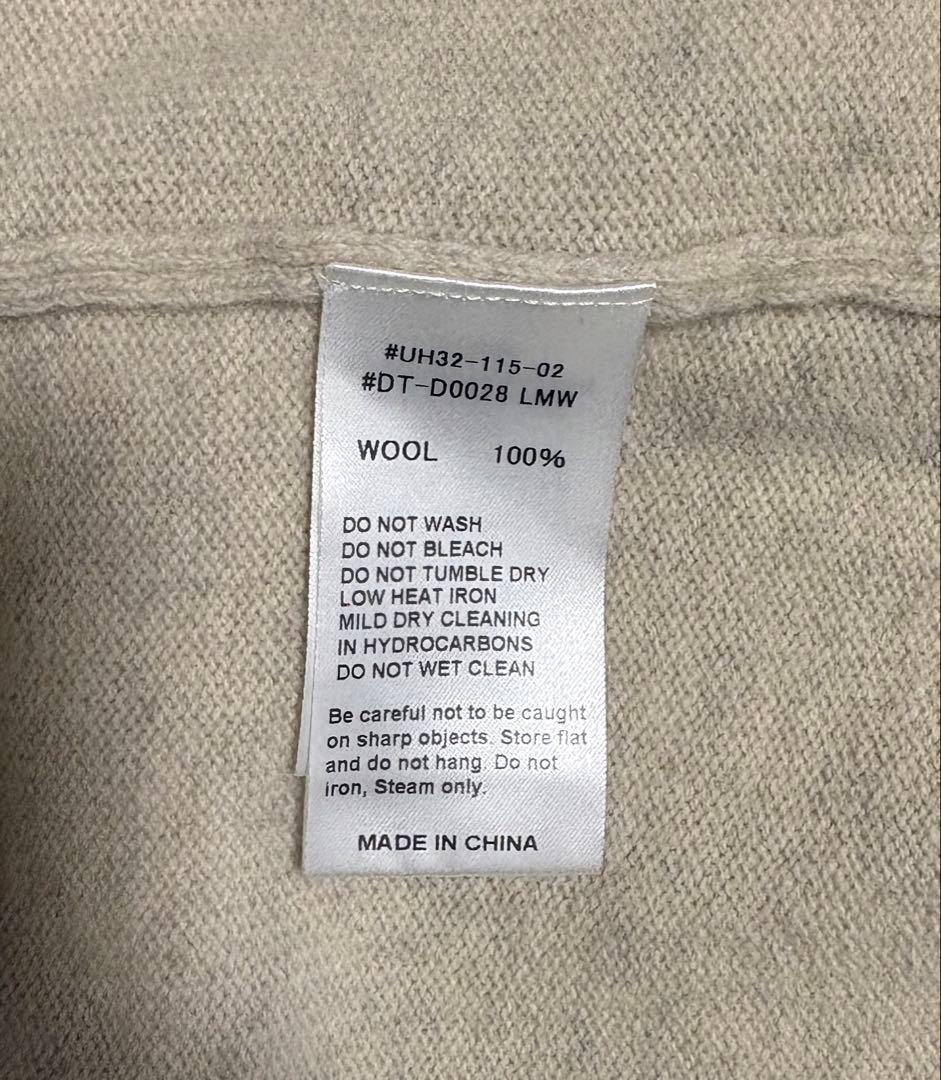 #UH32-115-02
#DT-D0028 LMW
WOOL 100%
DO NOT WASH
DO NOT BLEACH
DO NOT TUMBLE DRY
LOW HEAT IRON
MILD DRY CLEANING
IN HYDROCARBONS
DO NOT WET CLEAN
Be careful not to be caught
on sharp objects. Store flat
and do not hang. Do not
iron, Steam only.
MADE IN CHINA